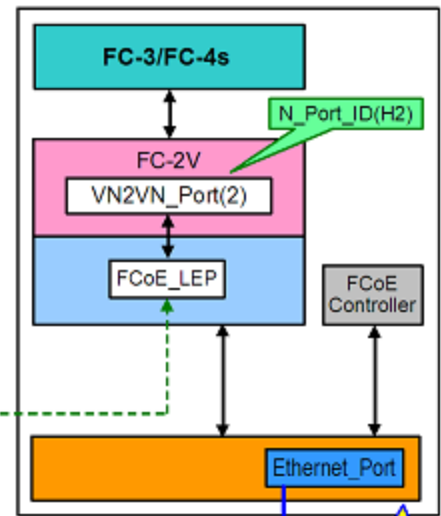 FC-3/FC-4s
N_Port_ID(H2)
FC-2V
VN2VN_Port(2)
FCoE_LEP
FCoE
Controller
Ethernet_Port